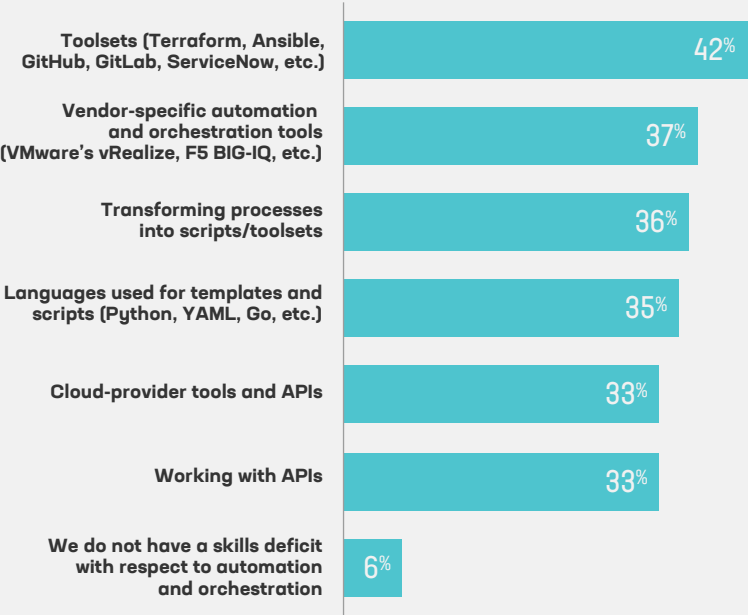 Toolsets (Terraform, Ansible,
GitHub, GitLab, ServiceNow, etc.)
42%
Vendor-specific automation
and orchestration tools
(VMware's vRealize, F5 BIG-IQ, etc.)
37%
Transforming processes
into scripts/toolsets
36%
Languages used for templates and
scripts (Python, YAML, Go, etc.)
35%
Cloud-provider tools and APIs
33%
Working with APIs
33%
We do not have a skills deficit
with respect to automation
and orchestration
6%